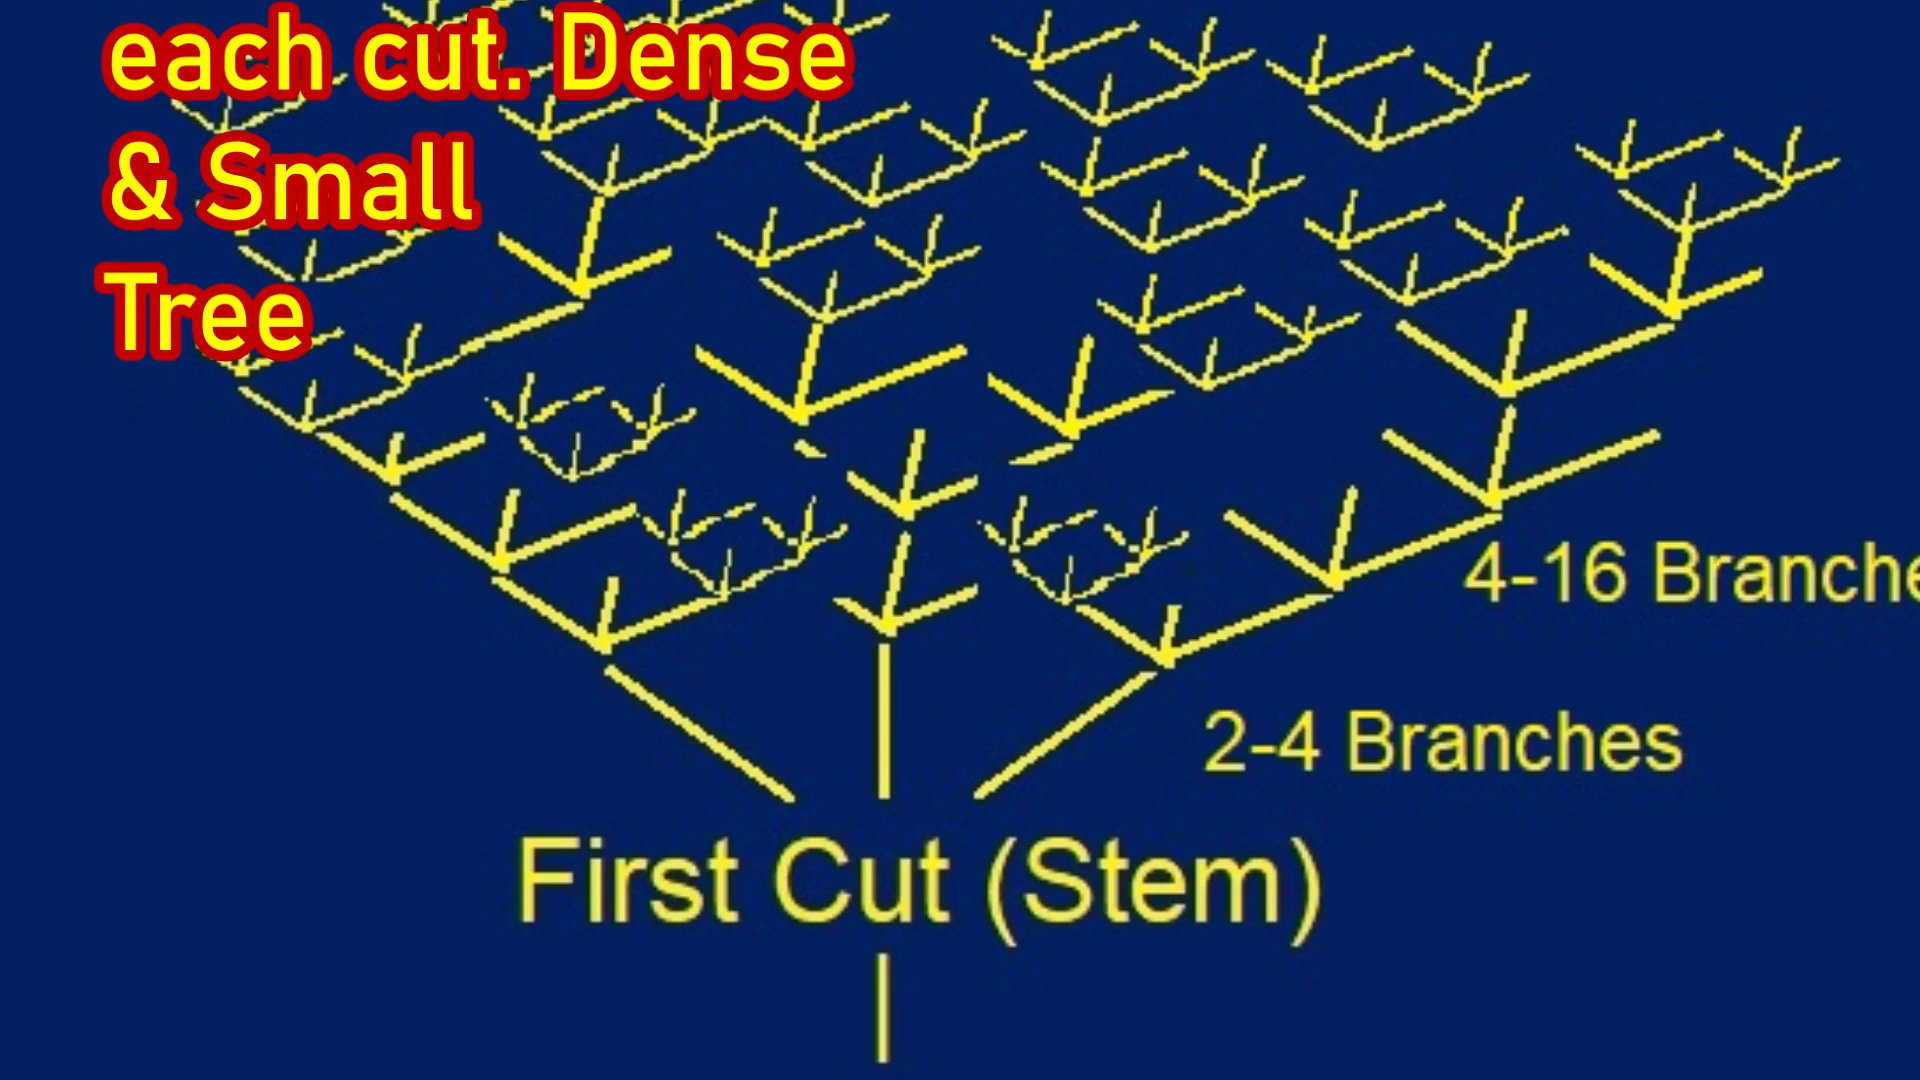 each cut. Dense
& Small
Tree
4-16 Branche
2-4 Branches
First Cut (Stem)